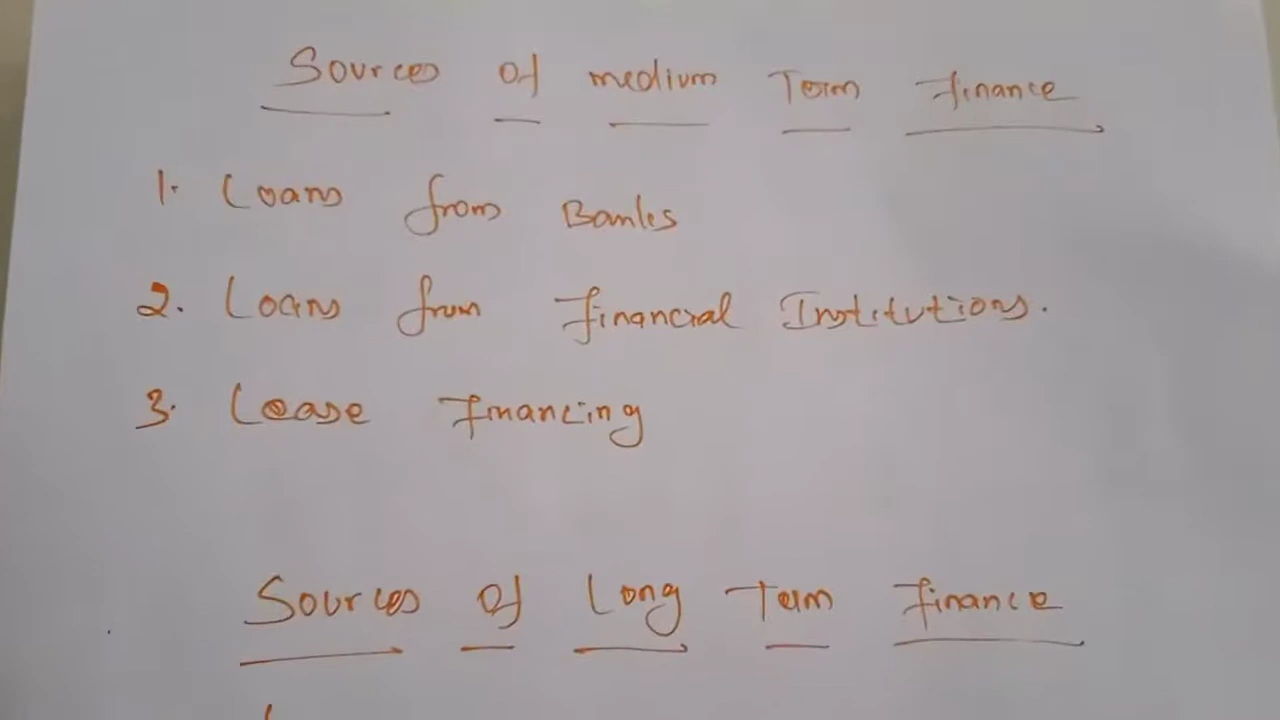 Sources of medium Term Finance
1. Loans from Banks
2. Loans from Financial Institutions.
3. Lease Financing
Sources of Long Term Finance